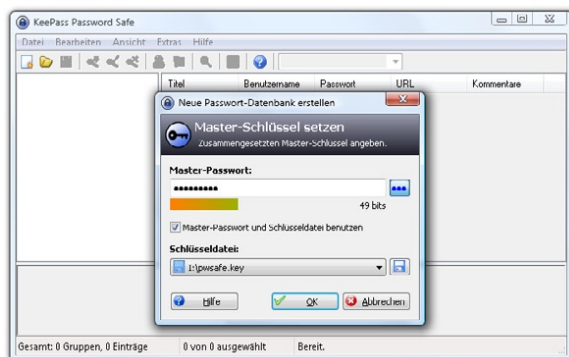 KeePass Password Safe
Datei Bearbeiten Ansicht Extras Hilfe
Titel Benutzername Passwort URL Kommentare
Neue Passwort-Datenbank erstellen
Master-Schlüssel setzen
Zusammengesetzten Master-Schlüssel angeben.
Master-Passwort:
49 bits
Master-Passwort und Schlüsseldatei benutzen
Schlüsseldatei:
I:\pwsafe.key
Hilfe OK Abbrechen
Gesamt: 0 Gruppen, 0 Einträge 0 von 0 ausgewählt Bereit.